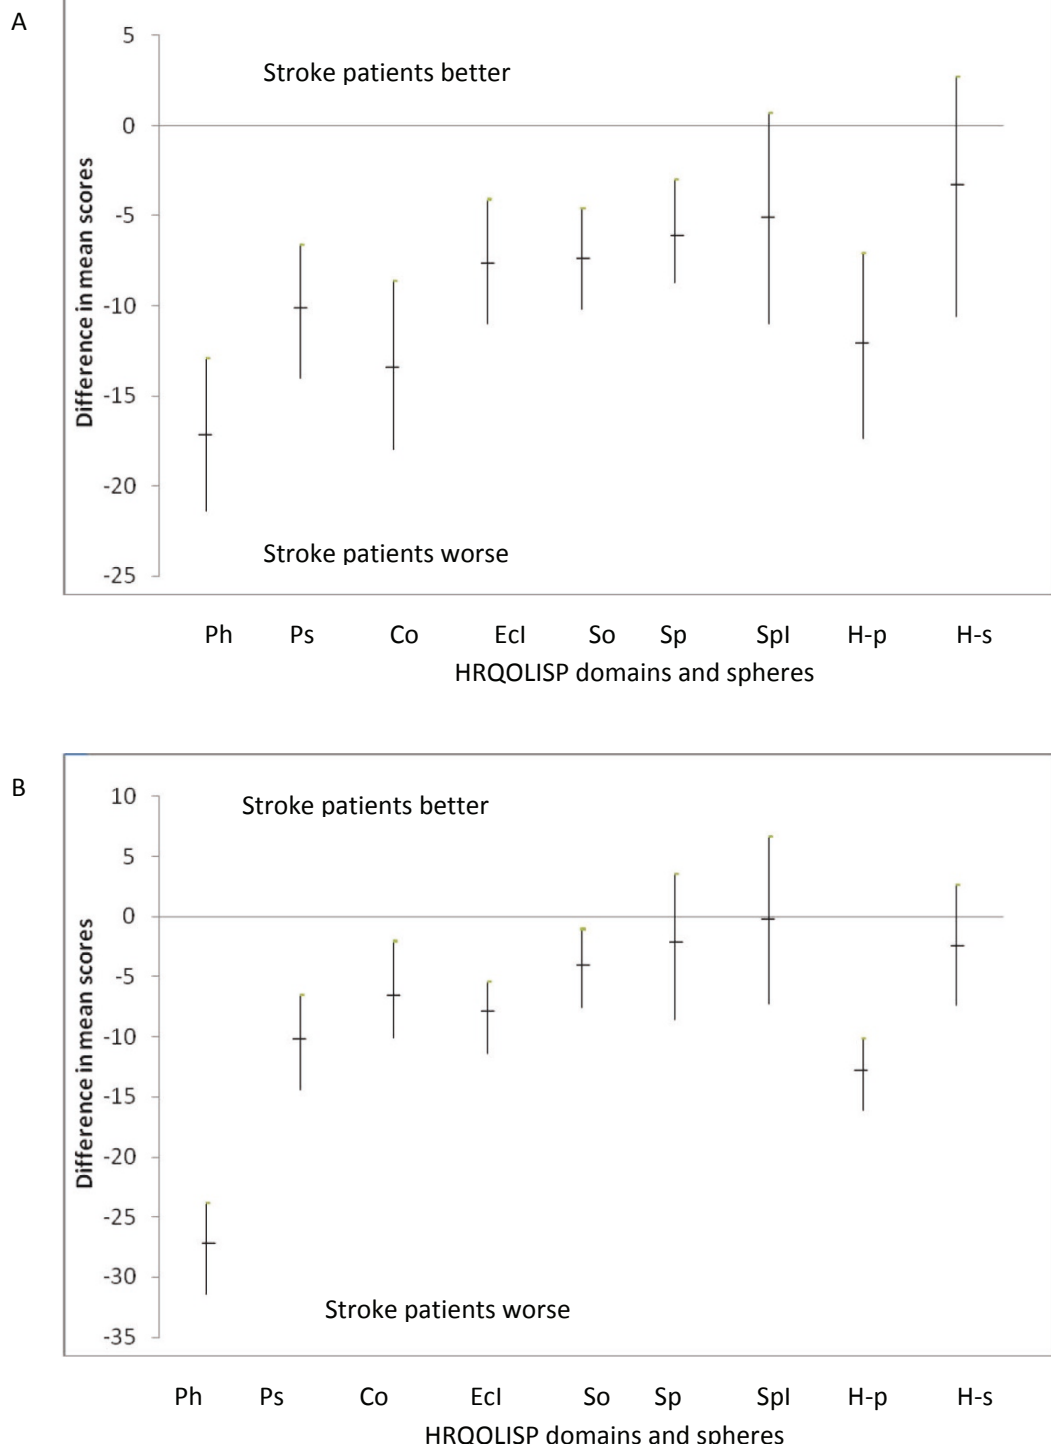 A
5
Stroke patients better
0
-5
-10
-15
-20
Stroke patients worse
-25
Difference in mean scores
Ph Ps Co EcI So Sp SpI H-p H-s
HRQOLISP domains and spheres
B
10
Stroke patients better
5
0
-5
-10
-15
-20
-25
-30
Stroke patients worse
-35
Difference in mean scores
Ph Ps Co EcI So Sp SpI H-p H-s
HRQOLISP domains and spheres